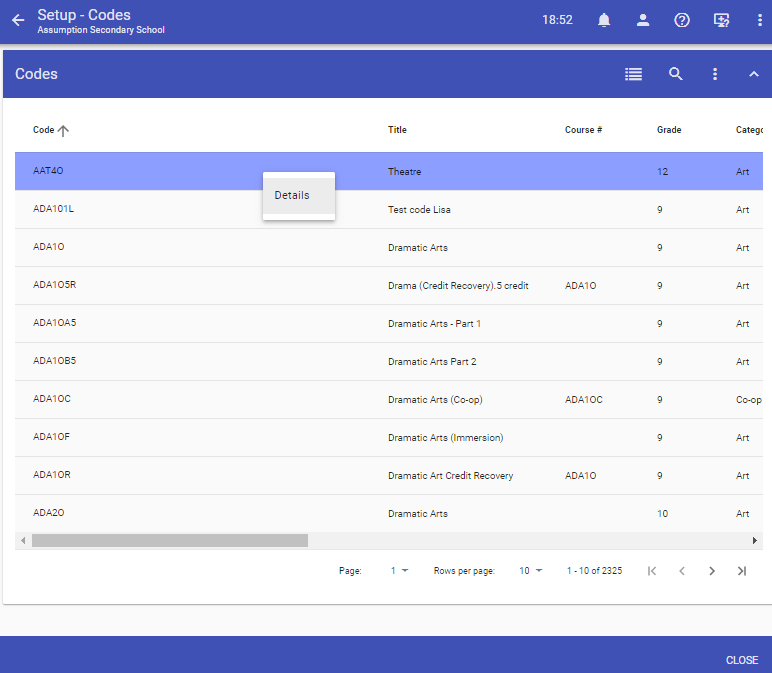 Setup - Codes
Assumption Secondary School
18:52
Codes
Code Title Course # Grade Catego
AAT4O Theatre 12 Art
Details
ADA101L Test code Lisa 9 Art
ADA1O Dramatic Arts 9 Art
ADA1O5R Drama (Credit Recovery).5 credit ADA1O 9 Art
ADA1OA5 Dramatic Arts - Part 1 9 Art
ADA1OB5 Dramatic Arts Part 2 9 Art
ADA1OC Dramatic Arts (Co-op) ADA1OC 9 Co-op
ADA1OF Dramatic Arts (Immersion) 9 Art
ADA1OR Dramatic Art Credit Recovery ADA1O 9 Art
ADA2O Dramatic Arts 10 Art
Page: 1 Rows per page: 10 1 - 10 of 2325
CLOSE